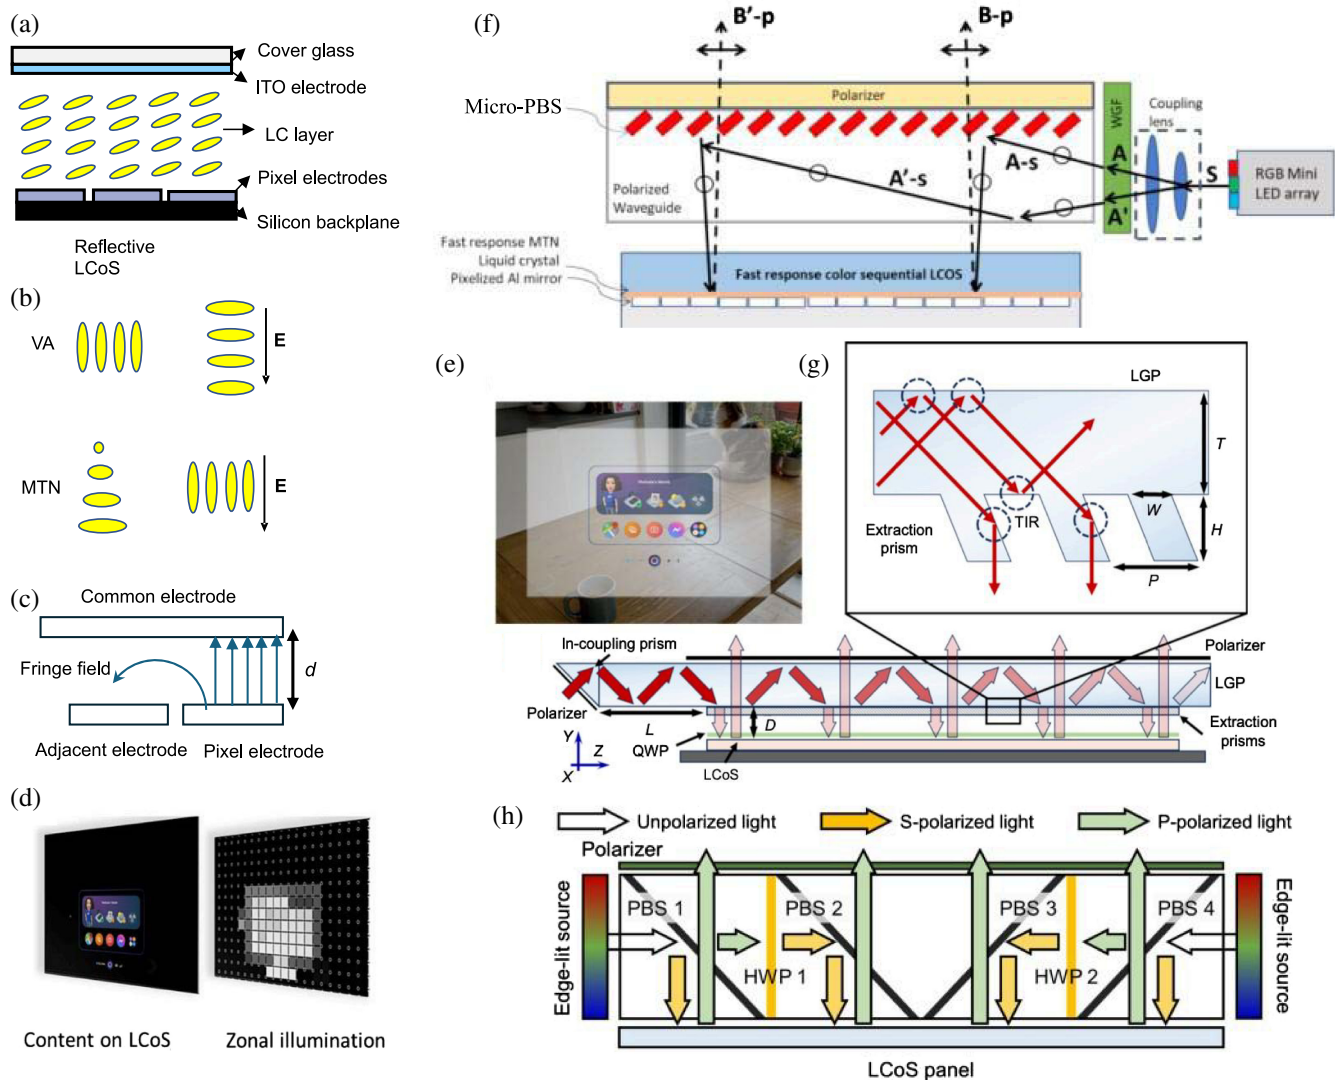 (a)
Cover glass
ITO electrode
LC layer
Pixel electrodes
Silicon backplane
Reflective
LCoS
(b)
VA
E
MTN
E
(c)
Common electrode
Fringe field
d
Adjacent electrode
Pixel electrode
(d)
Content on LCoS
Zonal illumination
(f)
B'-p
B-p
Polarizer
Micro-PBS
WGF
Coupling
lens
A
A-s
A'-s
S
A'
RGB Mini
LED array
Polarized
Waveguide
Fast response MTN
Liquid crystal
Pixelized Al mirror
Fast response color sequential LCOS
(e)
(g)
LGP
T
TIR
W
H
Extraction
prism
P
In-coupling prism
Polarizer
LGP
Polarizer
L
D
Extraction
prisms
Y
Z
X
QWP
LCoS
(h)
Unpolarized light
S-polarized light
P-polarized light
Polarizer
PBS 1
PBS 2
PBS 3
PBS 4
HWP 1
HWP 2
Edge-lit source
Edge-lit source
LCoS panel